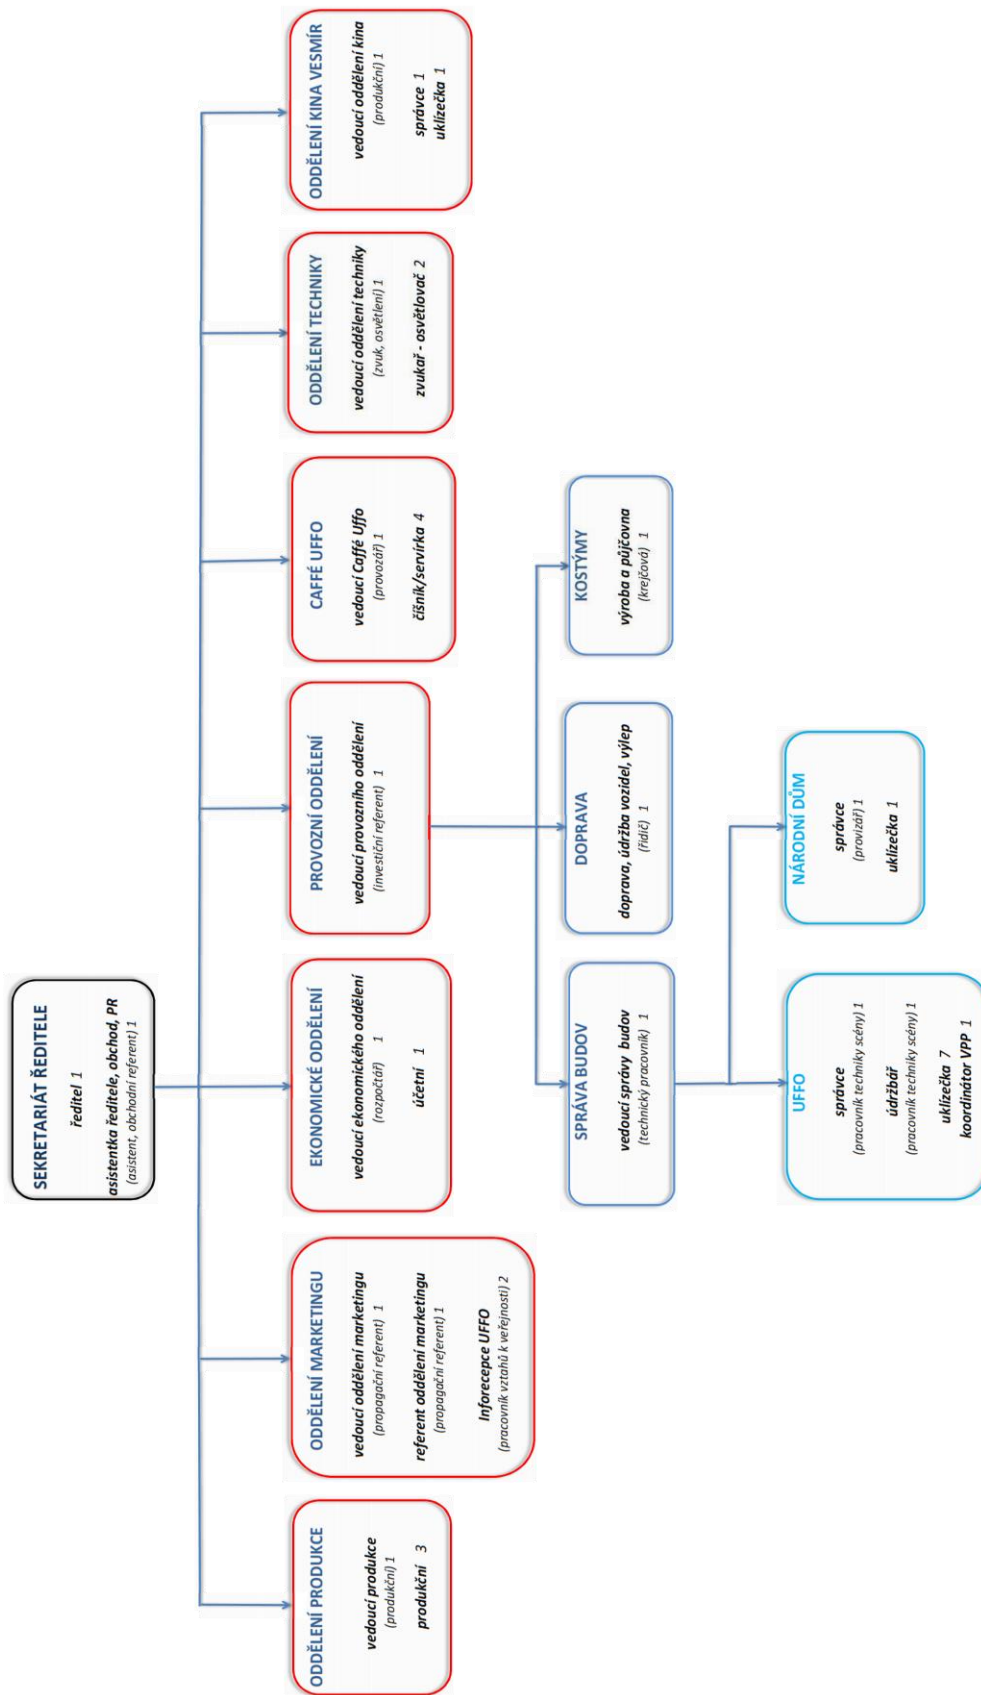 SEKRETARIÁT ŘEDITELE
ředitel 1
asistentka ředitele, obchod, PR
(asistent, obchodní referent) 1
ODDĚLENÍ PRODUKCE
vedoucí produkce
(produkční) 1
produkční 3
ODDĚLENÍ MARKETINGU
vedoucí oddělení marketingu
(propagační referent) 1
referent oddělení marketingu
(propagační referent) 1
Inforecepce UFFO
(pracovník vztahů k veřejnosti) 2
EKONOMICKÉ ODDĚLENÍ
vedoucí ekonomického oddělení
(rozpočtář) 1
účetní 1
PROVOZNÍ ODDĚLENÍ
vedoucí provozního oddělení
(investiční referent) 1
CAFFÉ UFFO
vedoucí Caffé Uffo
(provozář) 1
číšník/servírka 4
ODDĚLENÍ TECHNIKY
vedoucí oddělení techniky
(zvuk, osvětlení) 1
zvukař - osvětlovač 2
ODDĚLENÍ KINA VESMÍR
vedoucí oddělení kina
(produkční) 1
správce 1
uklízečka 1
SPRÁVA BUDOV
vedoucí správy budov
(technický pracovník) 1
DOPRAVA
doprava, údržba vozidel, výlep
(řidič) 1
KOSTÝMY
výroba a půjčovna
(krejčová) 1
UFFO
správce
(pracovník techniky scény) 1
údržbář
(pracovník techniky scény) 1
uklízečka 7
koordinátor VPP 1
NÁRODNÍ DŮM
správce
(provizář) 1
uklízečka 1